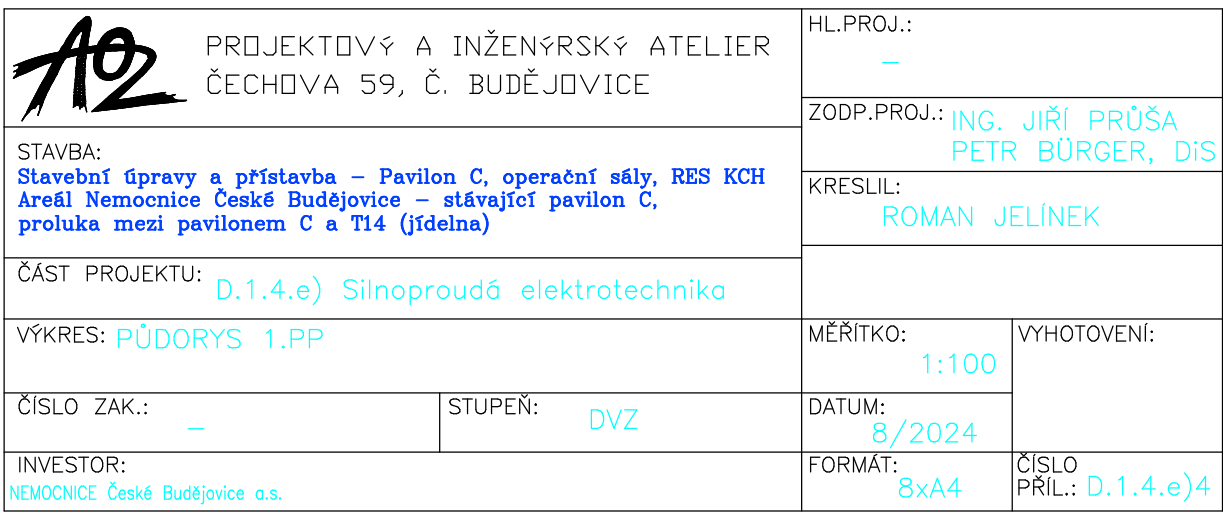 A02
PROJEKTOVÝ A INŽENÝRSKÝ ATELIER
ČECHOVA 59, Č. BUDĚJOVICE
HL.PROJ.:
–
ZODP.PROJ.: ING. JIŘÍ PRŮŠA
PETR BÜRGER, DiS
STAVBA:
Stavební úpravy a přístavba – Pavilon C, operační sály, RES KCH
Areál Nemocnice České Budějovice – stávající pavilon C,
proluka mezi pavilonem C a T14 (jídelna)
KRESLIL:
ROMAN JELÍNEK
ČÁST PROJEKTU: D.1.4.e) Silnoproudá elektrotechnika
VÝKRES: PŮDORYS 1.PP
MĚŘÍTKO:
1:100
VYHOTOVENÍ:
ČÍSLO ZAK.:
–
STUPEŇ: DVZ
DATUM:
8/2024
INVESTOR:
NEMOCNICE České Budějovice a.s.
FORMÁT:
8xA4
ČÍSLO
PŘÍL.: D.1.4.e)4